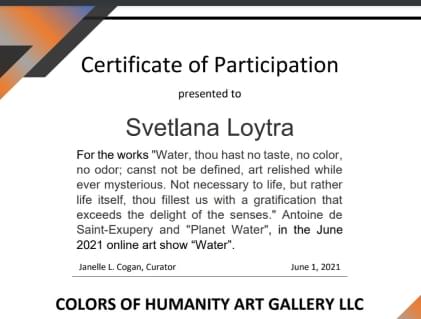 Certificate of Participation
presented to
Svetlana Loytra
For the works "Water, thou hast no taste, no color,
no odor; canst not be defined, art relished while
ever mysterious. Not necessary to life, but rather
life itself, thou fillest us with a gratification that
exceeds the delight of the senses." Antoine de
Saint-Exupery and "Planet Water", in the June
2021 online art show “Water”.
Janelle L. Cogan, Curator June 1, 2021
COLORS OF HUMANITY ART GALLERY LLC